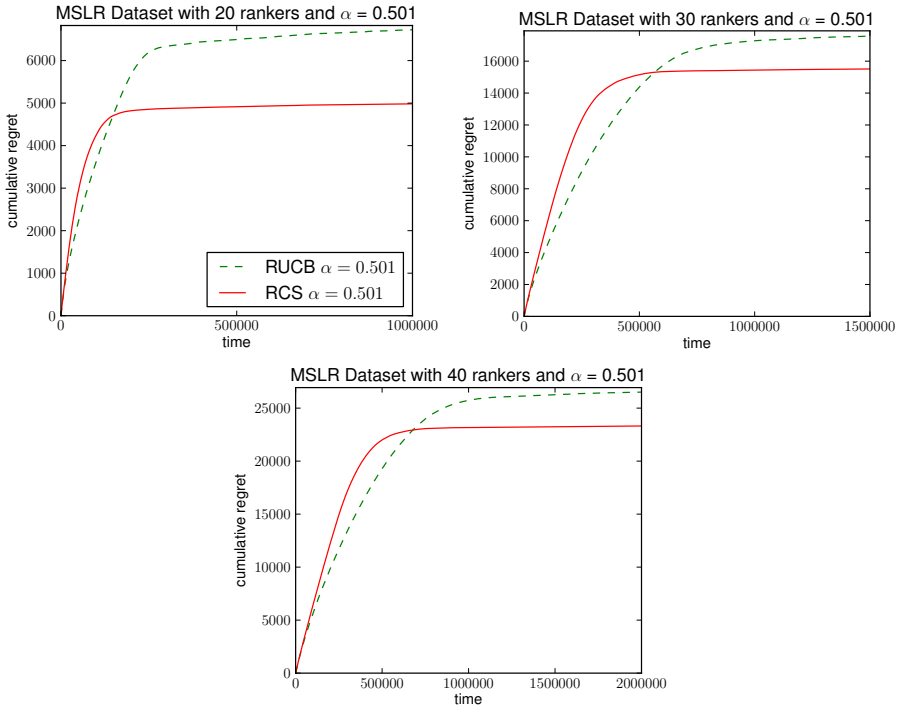 MSLR Dataset with 20 rankers and α = 0.501
cumulative regret
6000
5000
4000
3000
2000
1000
0
RUCB α = 0.501
RCS α = 0.501
0 500000 1000000
time
MSLR Dataset with 30 rankers and α = 0.501
cumulative regret
16000
14000
12000
10000
8000
6000
4000
2000
0
0 500000 1000000 1500000
time
MSLR Dataset with 40 rankers and α = 0.501
cumulative regret
25000
20000
15000
10000
5000
0
0 500000 1000000 1500000 2000000
time